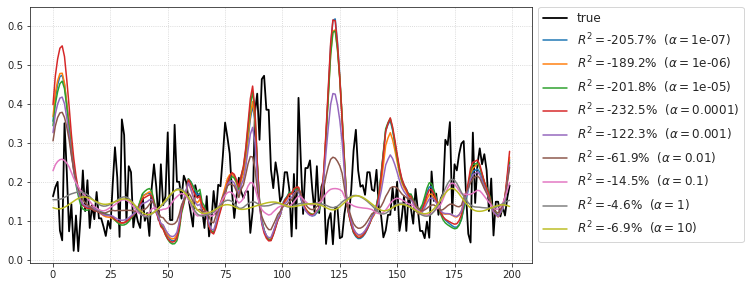 0.6
0.5
0.4
0.3
0.2
0.1
0.0
0 25 50 75 100 125 150 175 200
true
R² = -205.7% (α = 1e-07)
R² = -189.2% (α = 1e-06)
R² = -201.8% (α = 1e-05)
R² = -232.5% (α = 0.0001)
R² = -122.3% (α = 0.001)
R² = -61.9% (α = 0.01)
R² = -14.5% (α = 0.1)
R² = -4.6% (α = 1)
R² = -6.9% (α = 10)